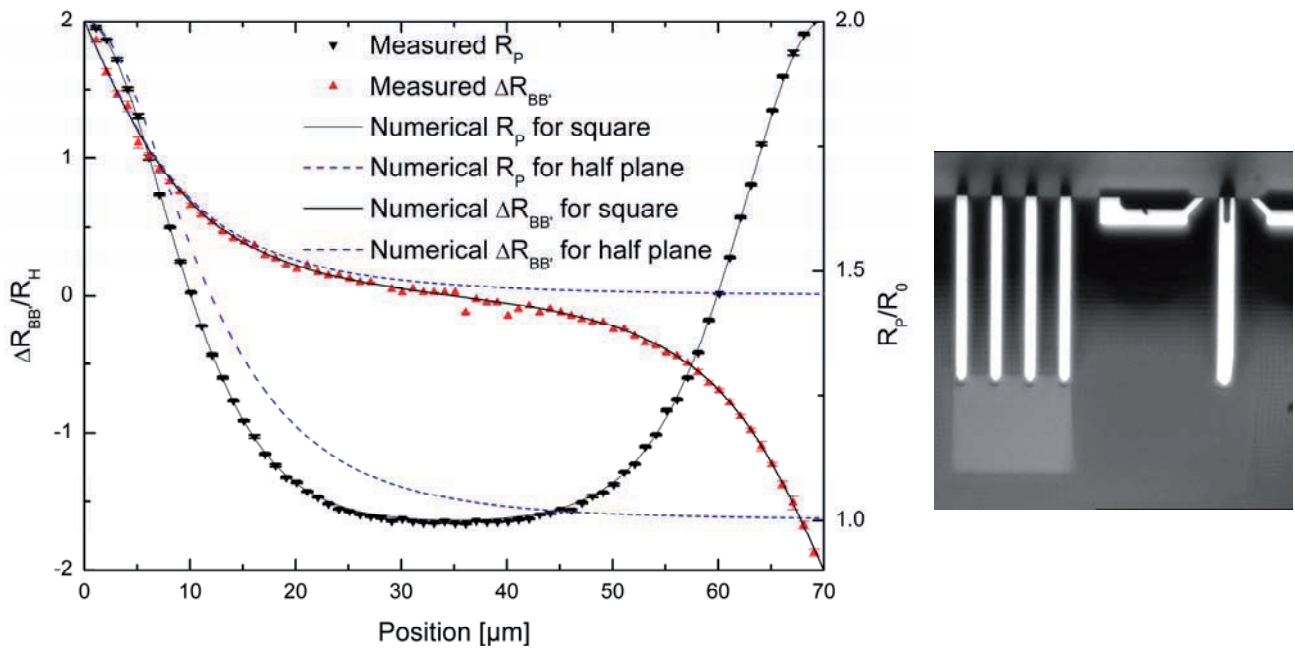 2
1
0
-1
-2
ΔR_BB'/R_H
2.0
1.5
1.0
R_P/R_0
Measured R_P
Measured ΔR_BB'
Numerical R_P for square
Numerical R_P for half plane
Numerical ΔR_BB' for square
Numerical ΔR_BB' for half plane
0 10 20 30 40 50 60 70
Position [µm]